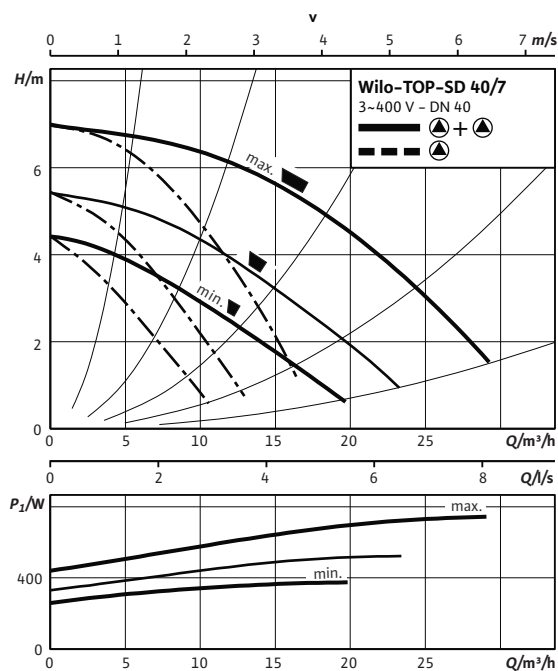 v
0 1 2 3 4 5 6 7 m/s
H/m
Wilo-TOP-SD 40/7
3~400 V - DN 40
+
max.
6
4
min.
2
0
0 5 10 15 20 25 Q/m³/h
0 2 4 6 8 Q/l/s
P₁/W
max.
400
min.
0
0 5 10 15 20 25 Q/m³/h